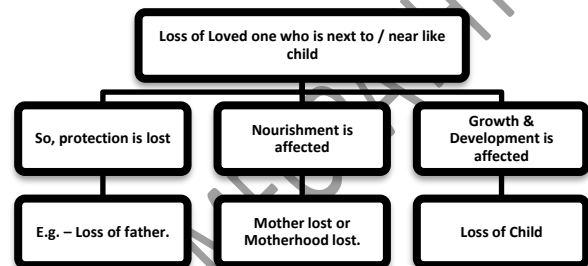 Loss of Loved one who is next to / near like
child
So, protection is lost
Nourishment is
affected
Growth &
Development is
affected
E.g. – Loss of father.
Mother lost or
Motherhood lost.
Loss of Child